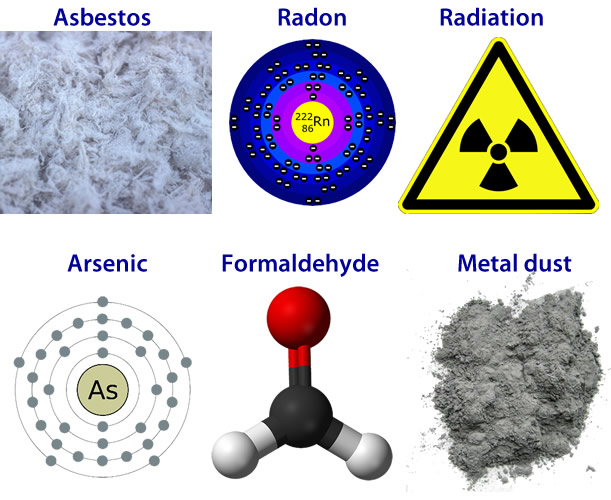 Asbestos
Radon
Radiation
222
86
Rn
Arsenic
Formaldehyde
Metal dust
As